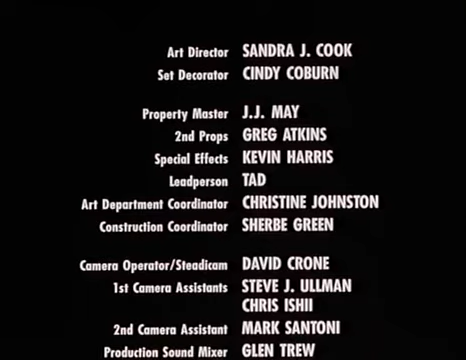 Art Director SANDRA J. COOK
Set Decorator CINDY COBURN
Property Master J.J. MAY
2nd Props GREG ATKINS
Special Effects KEVIN HARRIS
Leadperson TAD
Art Department Coordinator CHRISTINE JOHNSTON
Construction Coordinator SHERBE GREEN
Camera Operator/Steadicam DAVID CRONE
1st Camera Assistants STEVE J. ULLMAN
CHRIS ISHII
2nd Camera Assistant MARK SANTONI
Production Sound Mixer GLEN TREW